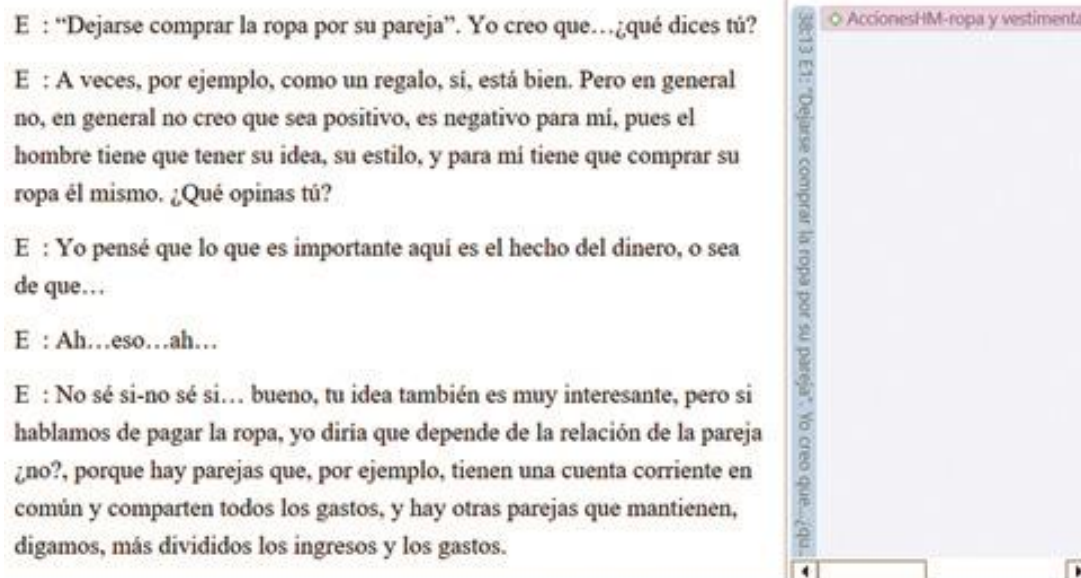 E : “Dejarse comprar la ropa por su pareja”. Yo creo que…¿qué dices tú?
E : A veces, por ejemplo, como un regalo, sí, está bien. Pero en general
no, en general no creo que sea positivo, es negativo para mí, pues el
hombre tiene que tener su idea, su estilo, y para mí tiene que comprar su
ropa él mismo. ¿Qué opinas tú?
E : Yo pensé que lo que es importante aquí es el hecho del dinero, o sea
de que…
E : Ah…eso…ah…
E : No sé si-no sé si… bueno, tu idea también es muy interesante, pero si
hablamos de pagar la ropa, yo diría que depende de la relación de la pareja
¿no?, porque hay parejas que, por ejemplo, tienen una cuenta corriente en
común y comparten todos los gastos, y hay otras parejas que mantienen,
digamos, más divididos los ingresos y los gastos.
38:13 E1: “Dejarse comprar la ropa por su pareja”. Yo creo que…¿qu..
AccionesHM-ropa y vestimenta